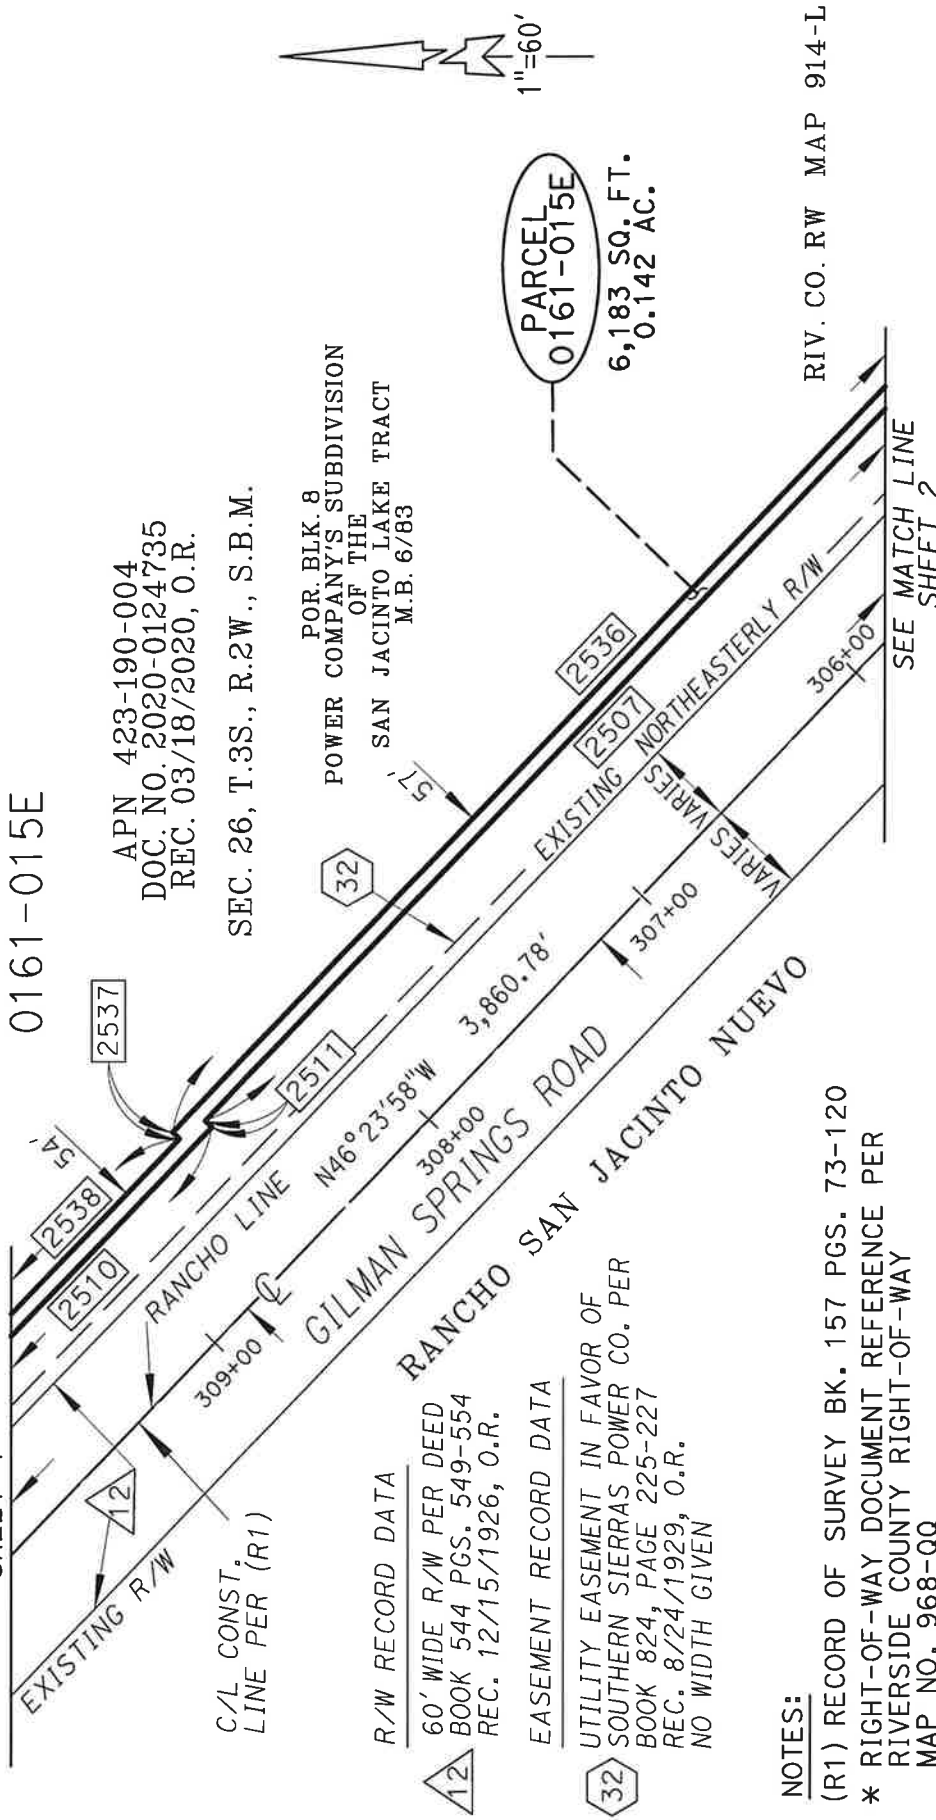 0161-015E
APN 423-190-004
DOC. NO. 2020-0124735
REC. 03/18/2020, O.R.
SEC. 26, T.3S., R.2W., S.B.M.
POR. BLK. 8
POWER COMPANY'S SUBDIVISION
OF THE
SAN JACINTO LAKE TRACT
M.B. 6/83
1"=60'
PARCEL
0161-015E
6,183 SQ. FT.
0.142 AC.
RIV. CO. RW MAP 914-L
2537
54'
2538
2510
2511
32
57'
2536
2507
EXISTING NORTHEASTERLY R/W
VARIES
VARIES
RANCHO LINE
N46°23'58"W 3,860.78'
309+00
308+00
307+00
306+00
GILMAN SPRINGS ROAD
RANCHO SAN JACINTO NUEVO
12
EXISTING R/W
C/L CONST.
LINE PER (R1)
SEE MATCH LINE
SHEET 2
R/W RECORD DATA
12
60' WIDE R/W PER DEED
BOOK 544 PGS. 549-554
REC. 12/15/1926, O.R.
EASEMENT RECORD DATA
32
UTILITY EASEMENT IN FAVOR OF
SOUTHERN SIERRAS POWER CO. PER
BOOK 824, PAGE 225-227
REC. 8/24/1929, O.R.
NO WIDTH GIVEN
NOTES:
(R1) RECORD OF SURVEY BK. 157 PGS. 73-120
* RIGHT-OF-WAY DOCUMENT REFERENCE PER
RIVERSIDE COUNTY RIGHT-OF-WAY
MAP NO. 968-QQ